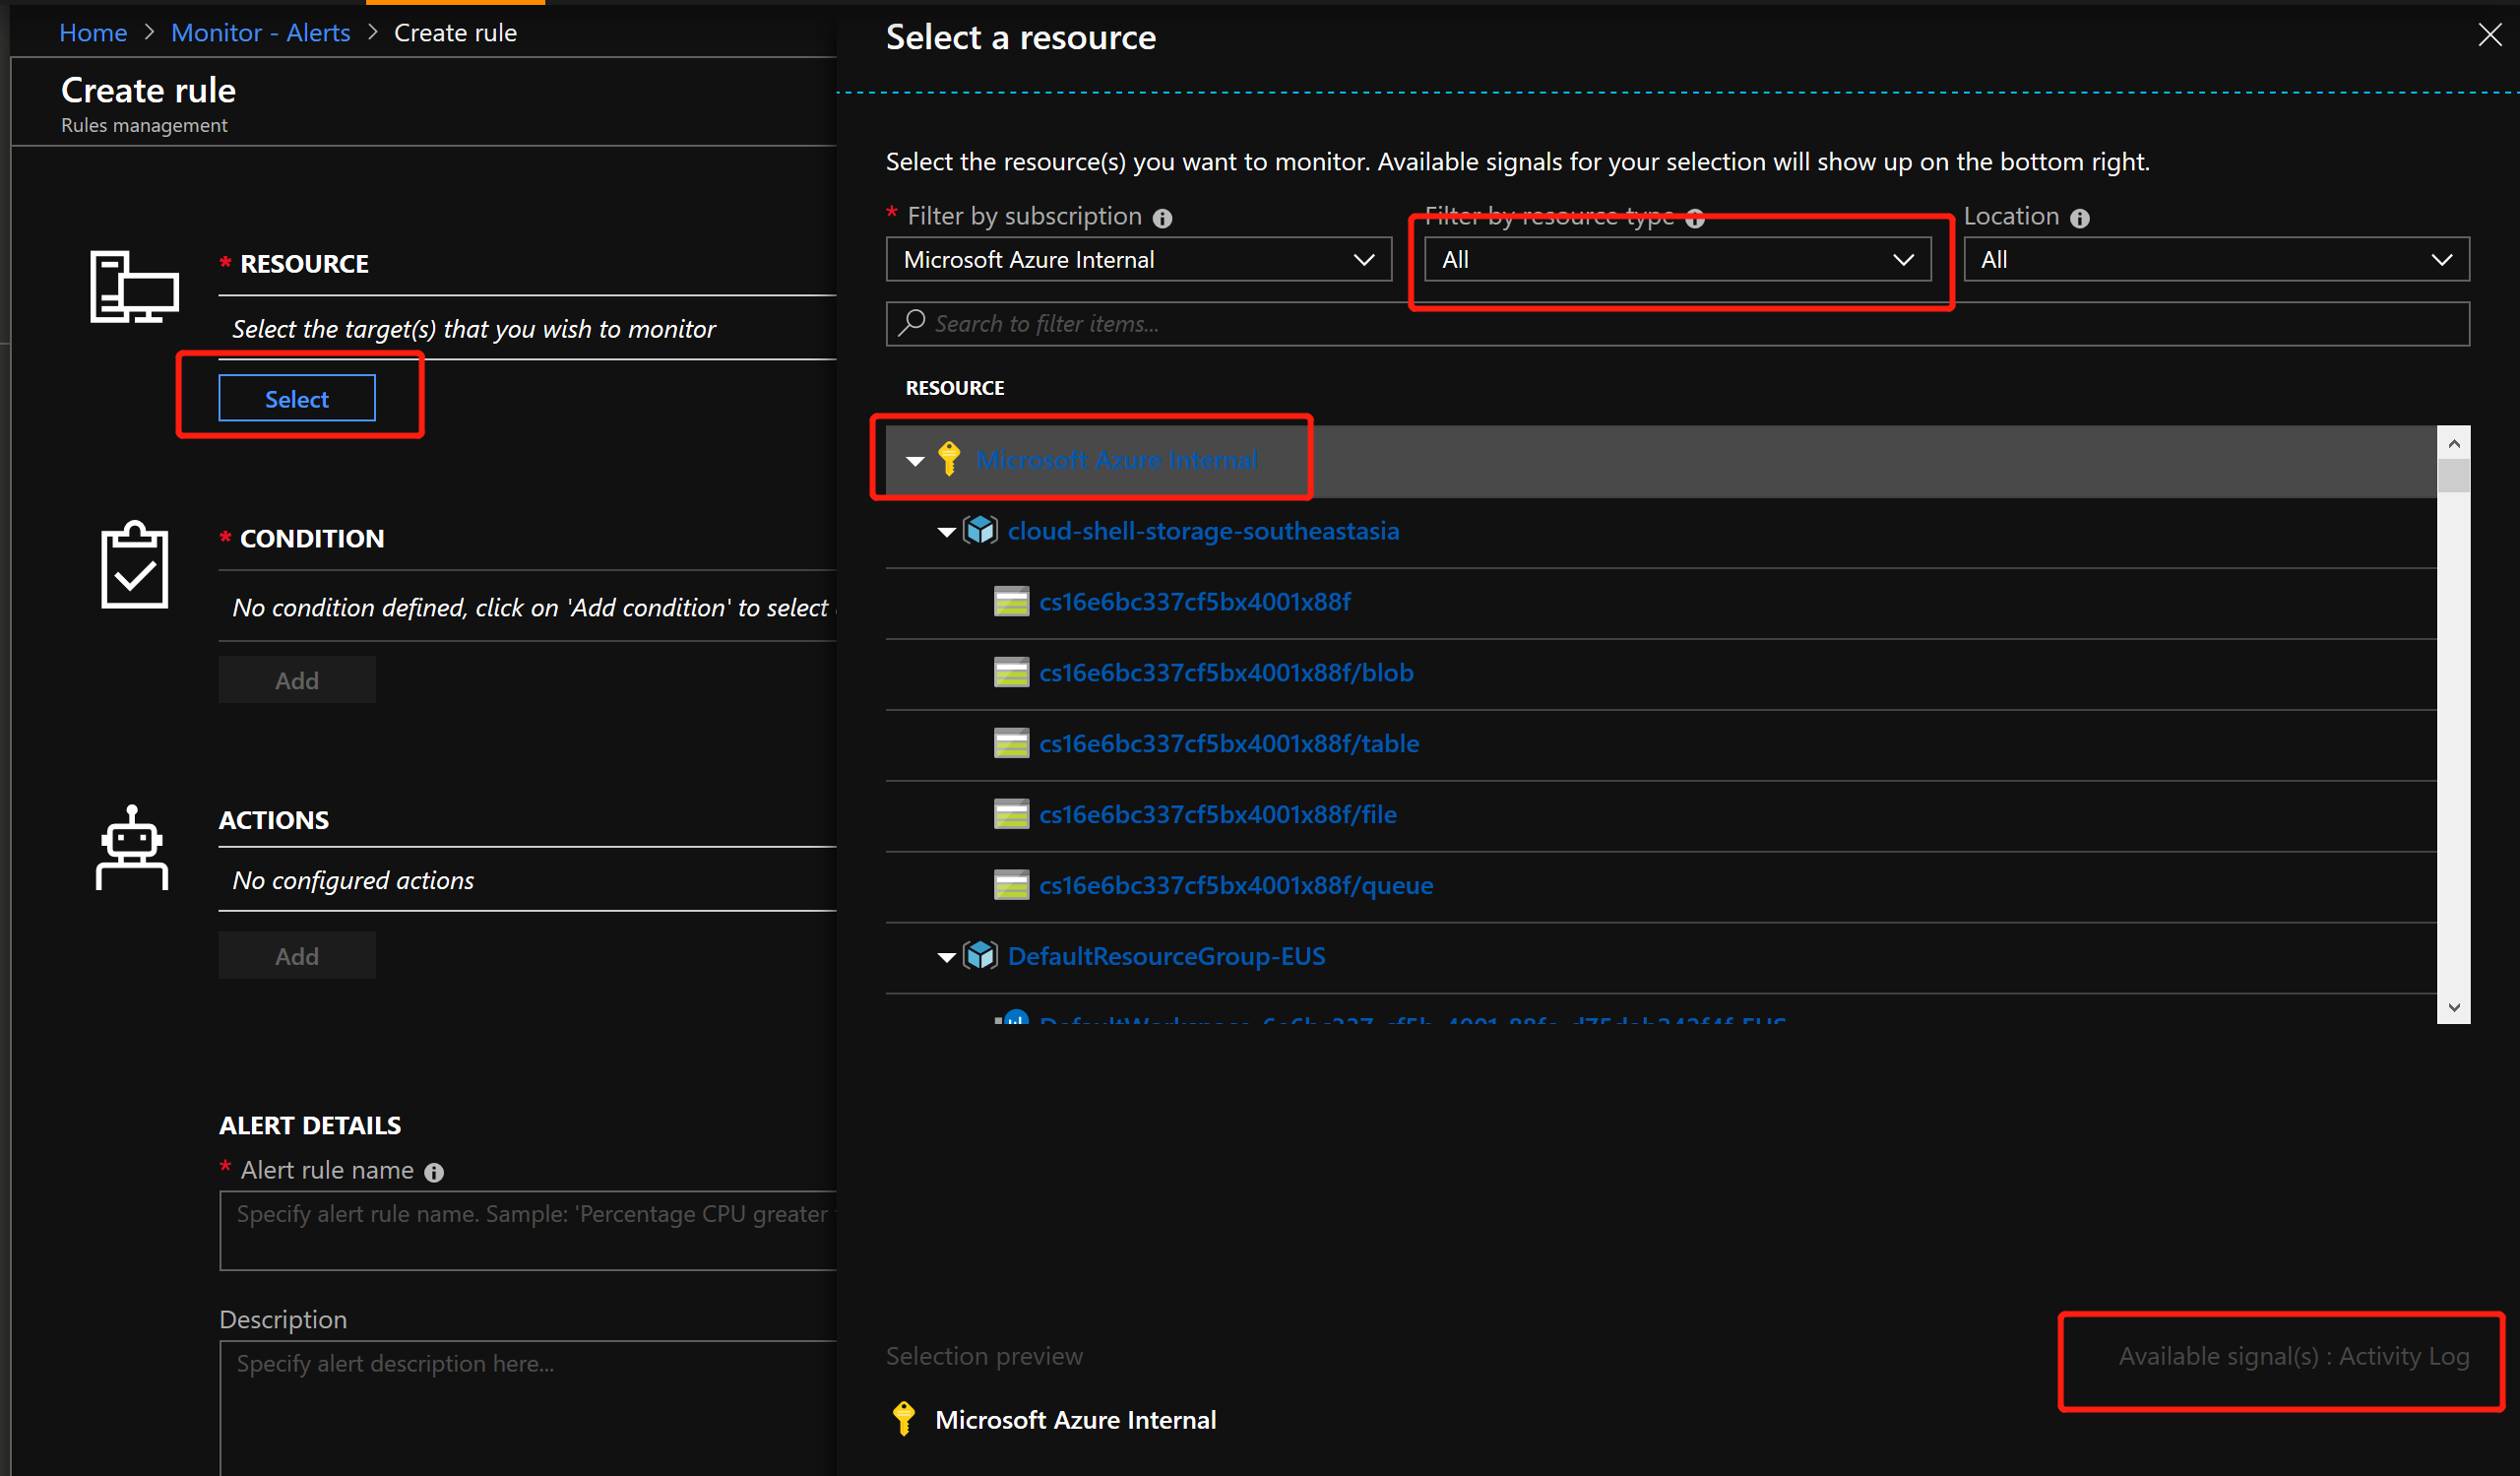 Home > Monitor - Alerts > Create rule
Create rule
Rules management
* RESOURCE
Select the target(s) that you wish to monitor
Select
* CONDITION
No condition defined, click on 'Add condition' to select
Add
ACTIONS
No configured actions
Add
ALERT DETAILS
* Alert rule name
Specify alert rule name. Sample: 'Percentage CPU greater
Description
Specify alert description here...
Select a resource
Select the resource(s) you want to monitor. Available signals for your selection will show up on the bottom right.
* Filter by subscription
Microsoft Azure Internal
Filter by resource type
All
Location
All
Search to filter items...
RESOURCE
Microsoft Azure Internal
cloud-shell-storage-southeastasia
cs16e6bc337cf5bx4001x88f
cs16e6bc337cf5bx4001x88f/blob
cs16e6bc337cf5bx4001x88f/table
cs16e6bc337cf5bx4001x88f/file
cs16e6bc337cf5bx4001x88f/queue
DefaultResourceGroup-EUS
Selection preview
Available signal(s) : Activity Log
Microsoft Azure Internal